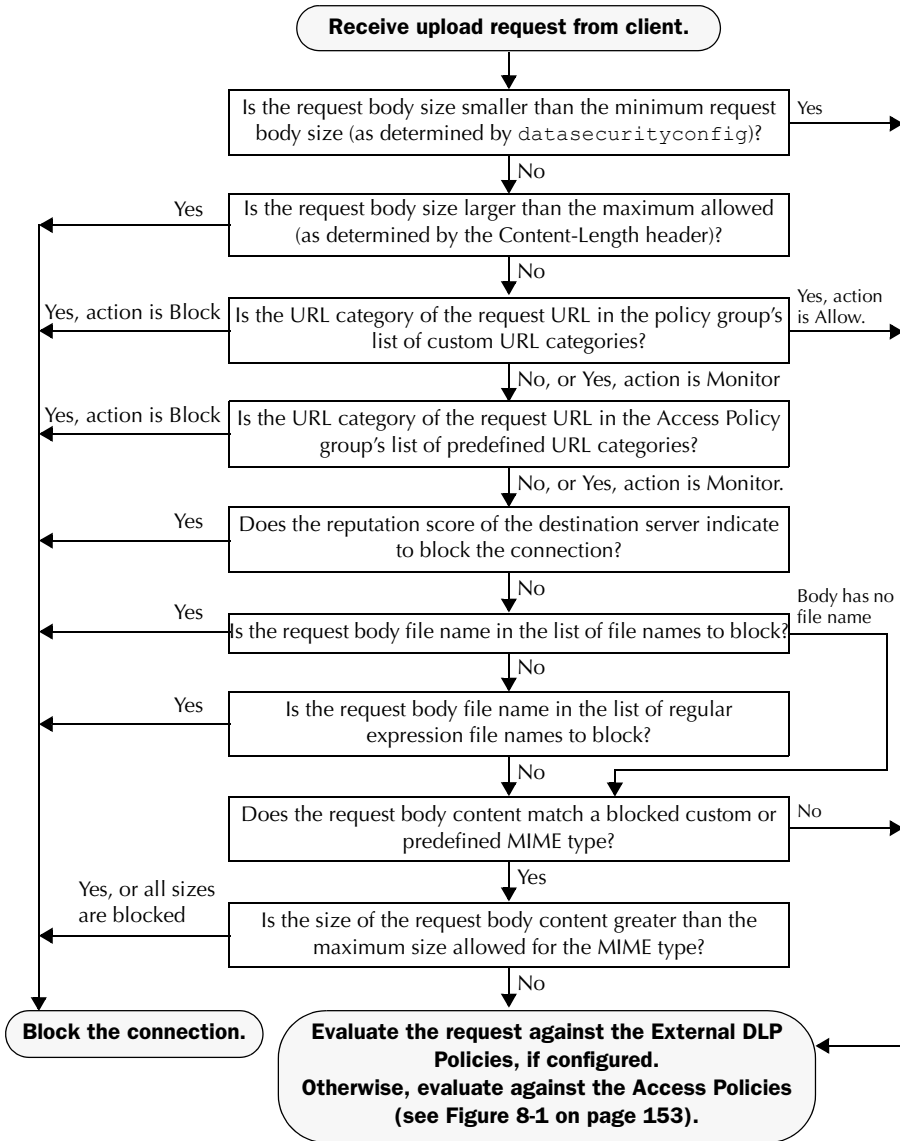 Receive upload request from client.
Is the request body size smaller than the minimum request
body size (as determined by datasecurityconfig)?
Yes
No
Yes
Is the request body size larger than the maximum allowed
(as determined by the Content-Length header)?
No
Yes, action is Block
Is the URL category of the request URL in the policy group's
list of custom URL categories?
Yes, action
is Allow.
No, or Yes, action is Monitor
Yes, action is Block
Is the URL category of the request URL in the Access Policy
group's list of predefined URL categories?
No, or Yes, action is Monitor.
Yes
Does the reputation score of the destination server indicate
to block the connection?
No
Body has no
file name
Yes
Is the request body file name in the list of file names to block?
No
Yes
Is the request body file name in the list of regular
expression file names to block?
No
Does the request body content match a blocked custom or
predefined MIME type?
No
Yes
Yes, or all sizes
are blocked
Is the size of the request body content greater than the
maximum size allowed for the MIME type?
No
Block the connection.
Evaluate the request against the External DLP
Policies, if configured.
Otherwise, evaluate against the Access Policies
(see Figure 8-1 on page 153).